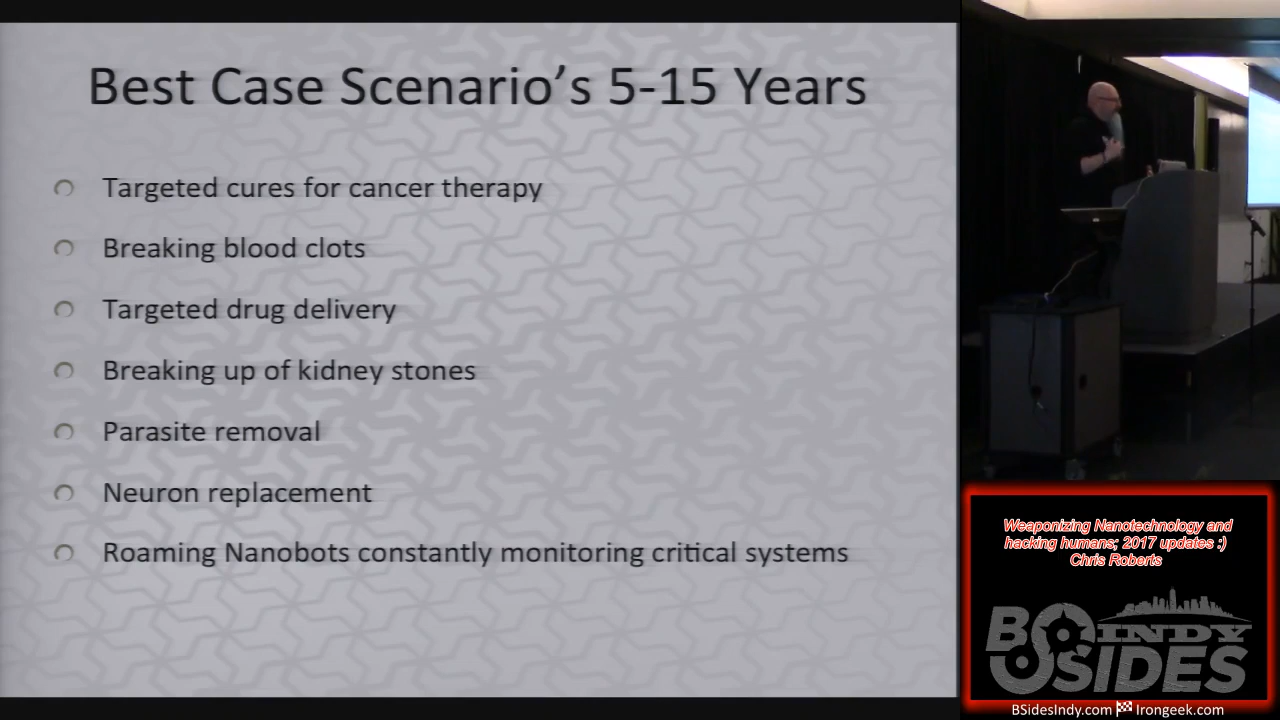 Best Case Scenario’s 5-15 Years
Targeted cures for cancer therapy
Breaking blood clots
Targeted drug delivery
Breaking up of kidney stones
Parasite removal
Neuron replacement
Roaming Nanobots constantly monitoring critical systems
Weaponizing Nanotechnology and
hacking humans; 2017 updates :)
Chris Roberts
BSIDES
INDY
BSidesIndy.com Irongeek.com